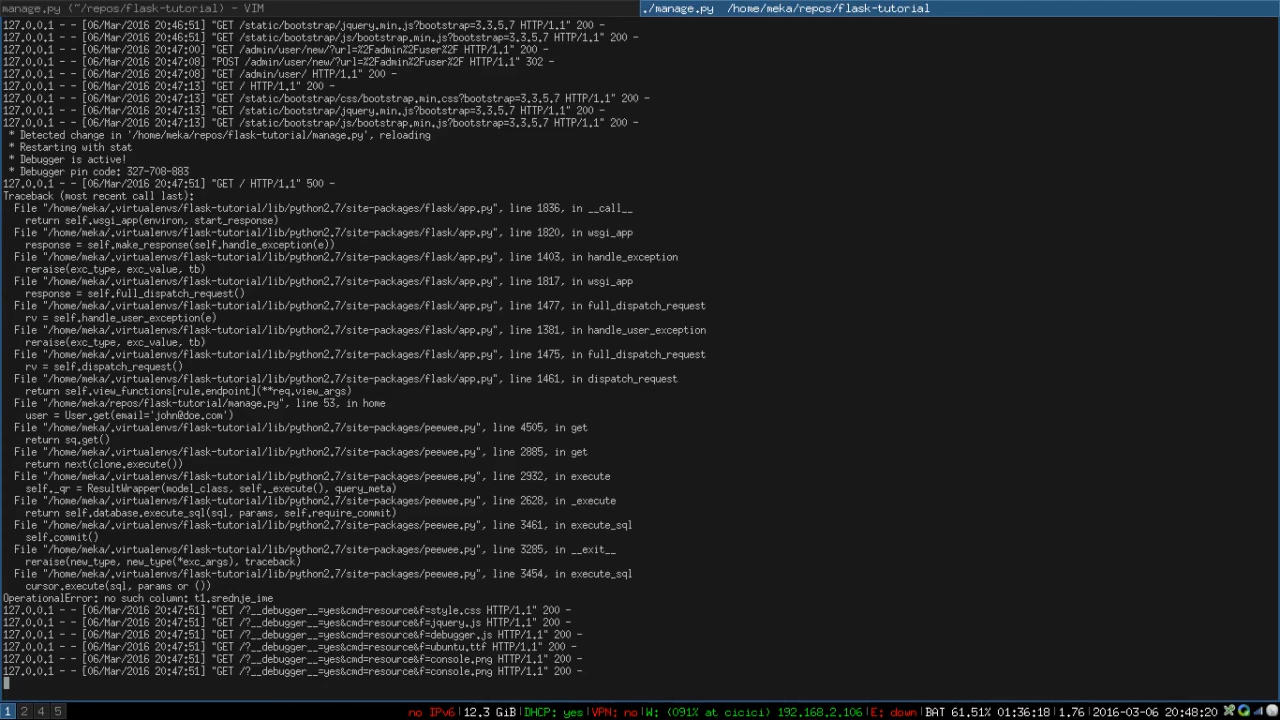 manage.py (~/repos/flask-tutorial) - VIM
./manage.py  /home/meka/repos/flask-tutorial
127.0.0.1 - - [06/Mar/2016 20:46:51] "GET /static/bootstrap/jquery.min.js?bootstrap=3.3.5.7 HTTP/1.1" 200 -
127.0.0.1 - - [06/Mar/2016 20:46:51] "GET /static/bootstrap/js/bootstrap.min.js?bootstrap=3.3.5.7 HTTP/1.1" 200 -
127.0.0.1 - - [06/Mar/2016 20:47:00] "GET /admin/user/new/?url=%2Fadmin%2Fuser%2F HTTP/1.1" 200 -
127.0.0.1 - - [06/Mar/2016 20:47:08] "POST /admin/user/new/?url=%2Fadmin%2Fuser%2F HTTP/1.1" 302 -
127.0.0.1 - - [06/Mar/2016 20:47:08] "GET /admin/user/ HTTP/1.1" 200 -
127.0.0.1 - - [06/Mar/2016 20:47:13] "GET / HTTP/1.1" 200 -
127.0.0.1 - - [06/Mar/2016 20:47:13] "GET /static/bootstrap/css/bootstrap.min.css?bootstrap=3.3.5.7 HTTP/1.1" 200 -
127.0.0.1 - - [06/Mar/2016 20:47:13] "GET /static/bootstrap/jquery.min.js?bootstrap=3.3.5.7 HTTP/1.1" 200 -
127.0.0.1 - - [06/Mar/2016 20:47:13] "GET /static/bootstrap/js/bootstrap.min.js?bootstrap=3.3.5.7 HTTP/1.1" 200 -
 * Detected change in '/home/meka/repos/flask-tutorial/manage.py', reloading
 * Restarting with stat
 * Debugger is active!
 * Debugger pin code: 327-708-883
127.0.0.1 - - [06/Mar/2016 20:47:51] "GET / HTTP/1.1" 500 -
Traceback (most recent call last):
  File "/home/meka/.virtualenvs/flask-tutorial/lib/python2.7/site-packages/flask/app.py", line 1836, in __call__
    return self.wsgi_app(environ, start_response)
  File "/home/meka/.virtualenvs/flask-tutorial/lib/python2.7/site-packages/flask/app.py", line 1820, in wsgi_app
    response = self.make_response(self.handle_exception(e))
  File "/home/meka/.virtualenvs/flask-tutorial/lib/python2.7/site-packages/flask/app.py", line 1403, in handle_exception
    reraise(exc_type, exc_value, tb)
  File "/home/meka/.virtualenvs/flask-tutorial/lib/python2.7/site-packages/flask/app.py", line 1817, in wsgi_app
    response = self.full_dispatch_request()
  File "/home/meka/.virtualenvs/flask-tutorial/lib/python2.7/site-packages/flask/app.py", line 1477, in full_dispatch_request
    rv = self.handle_user_exception(e)
  File "/home/meka/.virtualenvs/flask-tutorial/lib/python2.7/site-packages/flask/app.py", line 1381, in handle_user_exception
    reraise(exc_type, exc_value, tb)
  File "/home/meka/.virtualenvs/flask-tutorial/lib/python2.7/site-packages/flask/app.py", line 1475, in full_dispatch_request
    rv = self.dispatch_request()
  File "/home/meka/.virtualenvs/flask-tutorial/lib/python2.7/site-packages/flask/app.py", line 1461, in dispatch_request
    return self.view_functions[rule.endpoint](**req.view_args)
  File "/home/meka/repos/flask-tutorial/manage.py", line 53, in home
    user = User.get(email='john@doe.com')
  File "/home/meka/.virtualenvs/flask-tutorial/lib/python2.7/site-packages/peewee.py", line 4505, in get
    return sq.get()
  File "/home/meka/.virtualenvs/flask-tutorial/lib/python2.7/site-packages/peewee.py", line 2885, in get
    return next(clone.execute())
  File "/home/meka/.virtualenvs/flask-tutorial/lib/python2.7/site-packages/peewee.py", line 2932, in execute
    self._qr = ResultWrapper(model_class, self._execute(), query_meta)
  File "/home/meka/.virtualenvs/flask-tutorial/lib/python2.7/site-packages/peewee.py", line 2628, in _execute
    return self.database.execute_sql(sql, params, self.require_commit)
  File "/home/meka/.virtualenvs/flask-tutorial/lib/python2.7/site-packages/peewee.py", line 3461, in execute_sql
    self.commit()
  File "/home/meka/.virtualenvs/flask-tutorial/lib/python2.7/site-packages/peewee.py", line 3285, in __exit__
    reraise(new_type, new_type(*exc_args), traceback)
  File "/home/meka/.virtualenvs/flask-tutorial/lib/python2.7/site-packages/peewee.py", line 3454, in execute_sql
    cursor.execute(sql, params or ())
OperationalError: no such column: t1.srednje_ime
127.0.0.1 - - [06/Mar/2016 20:47:51] "GET /?__debugger__=yes&cmd=resource&f=style.css HTTP/1.1" 200 -
127.0.0.1 - - [06/Mar/2016 20:47:51] "GET /?__debugger__=yes&cmd=resource&f=jquery.js HTTP/1.1" 200 -
127.0.0.1 - - [06/Mar/2016 20:47:51] "GET /?__debugger__=yes&cmd=resource&f=debugger.js HTTP/1.1" 200 -
127.0.0.1 - - [06/Mar/2016 20:47:51] "GET /?__debugger__=yes&cmd=resource&f=ubuntu.ttf HTTP/1.1" 200 -
127.0.0.1 - - [06/Mar/2016 20:47:51] "GET /?__debugger__=yes&cmd=resource&f=console.png HTTP/1.1" 200 -
127.0.0.1 - - [06/Mar/2016 20:47:51] "GET /?__debugger__=yes&cmd=resource&f=console.png HTTP/1.1" 200 -
1 2 4 5
no IPv6|12.3 GiB|DHCP: yes|VPN: no|W: (091% at cicici) 192.168.2.106|E: down|BAT 61.51% 01:36:18|1.76|2016-03-06 20:48:20